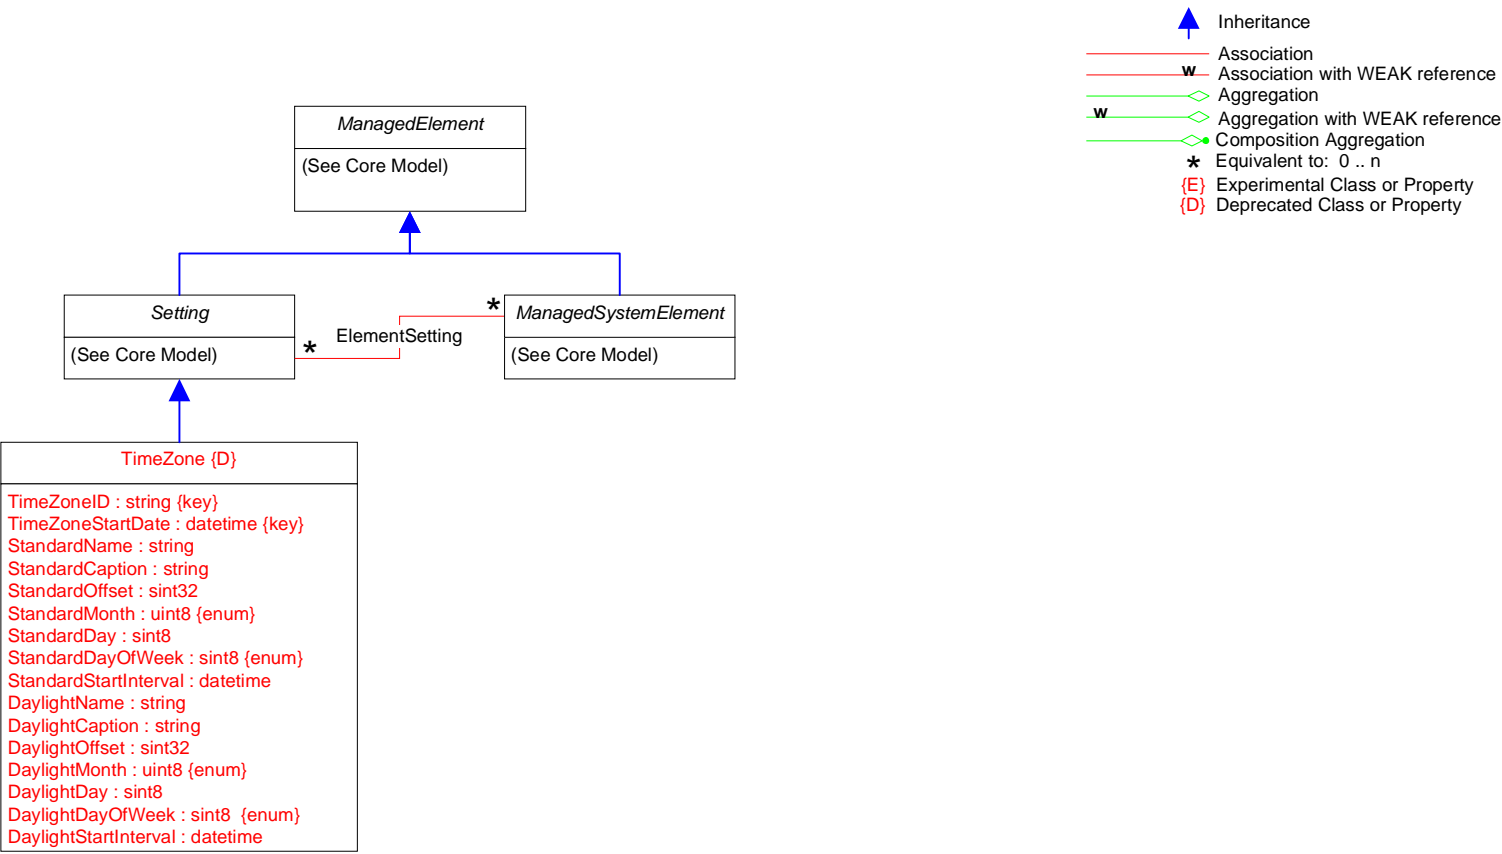 Inheritance
Association
w Association with WEAK reference
Aggregation
w Aggregation with WEAK reference
Composition Aggregation
* Equivalent to: 0 .. n
{E} Experimental Class or Property
{D} Deprecated Class or Property
ManagedElement
(See Core Model)
Setting
(See Core Model)
*
ElementSetting
*
ManagedSystemElement
(See Core Model)
TimeZone {D}
TimeZoneID : string {key}
TimeZoneStartDate : datetime {key}
StandardName : string
StandardCaption : string
StandardOffset : sint32
StandardMonth : uint8 {enum}
StandardDay : sint8
StandardDayOfWeek : sint8 {enum}
StandardStartInterval : datetime
DaylightName : string
DaylightCaption : string
DaylightOffset : sint32
DaylightMonth : uint8 {enum}
DaylightDay : sint8
DaylightDayOfWeek : sint8 {enum}
DaylightStartInterval : datetime